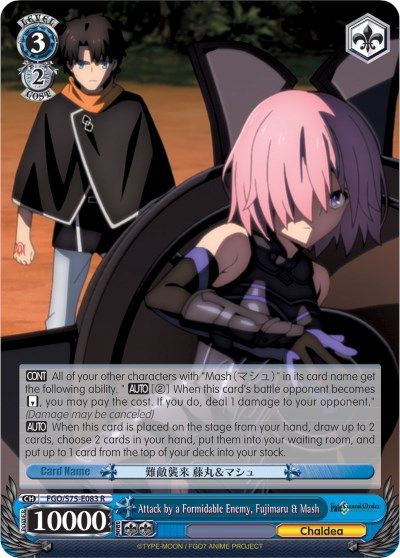 LEVEL
3
2
COST
CONT All of your other characters with "Mash (マシュ)" in its card name get
the following ability. " AUTO [②] When this card's battle opponent becomes
, you may pay the cost. If you do, deal 1 damage to your opponent."
(Damage may be canceled)
AUTO When this card is placed on the stage from your hand, draw up to 2
cards, choose 2 cards in your hand, put them into your waiting room, and
put up to 1 card from the top of your deck into your stock.
Card Name
難敵襲来 藤丸&マシュ
CH FGO/S75-E083 R
Attack by a Formidable Enemy, Fujimaru & Mash
10000
Chaldea
©TYPE-MOON / FGO7 ANIME PROJECT